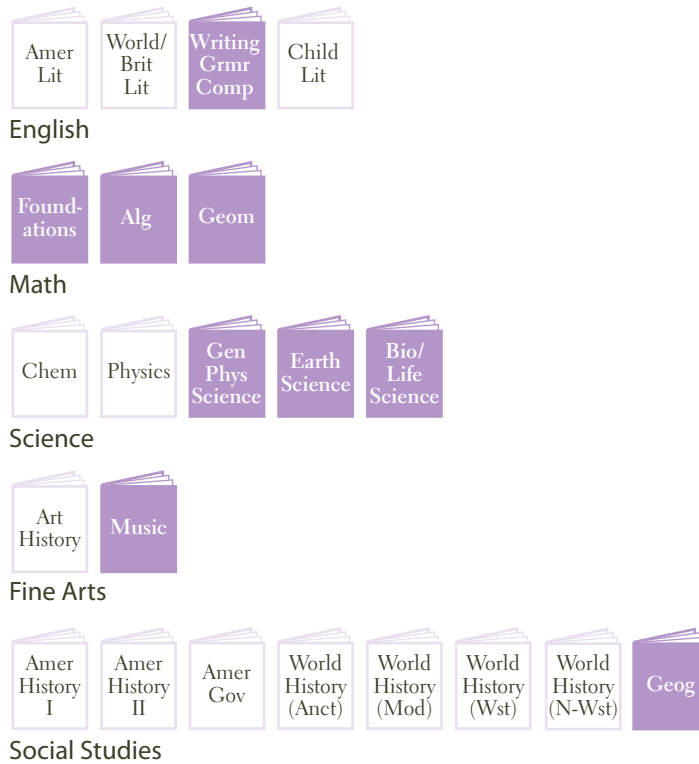 Amer
Lit
World/
Brit
Lit
Writing
Grmr
Comp
Child
Lit
English
Found-
ations
Alg
Geom
Math
Chem
Physics
Gen
Phys
Science
Earth
Science
Bio/
Life
Science
Science
Art
History
Music
Fine Arts
Amer
History
I
Amer
History
II
Amer
Gov
World
History
(Anct)
World
History
(Mod)
World
History
(Wst)
World
History
(N-Wst)
Geog
Social Studies